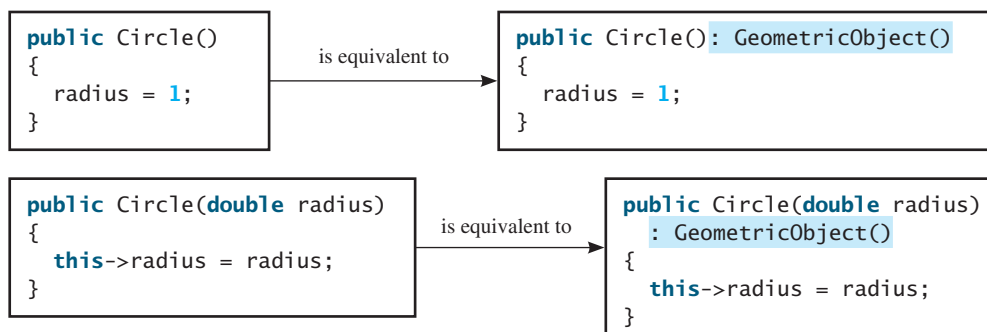 public Circle()
{
  radius = 1;
}
is equivalent to
public Circle(): GeometricObject()
{
  radius = 1;
}
public Circle(double radius)
{
  this->radius = radius;
}
is equivalent to
public Circle(double radius)
  : GeometricObject()
{
  this->radius = radius;
}